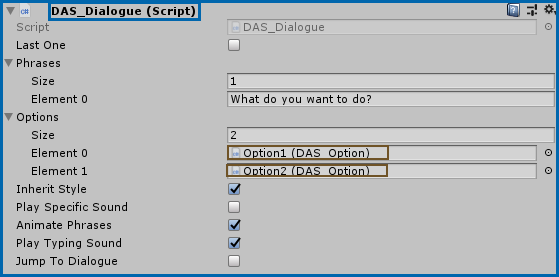 DAS_Dialogue (Script)
Script DAS_Dialogue
Last One
Phrases
Size 1
Element 0 What do you want to do?
Options
Size 2
Element 0 Option1 (DAS_Option)
Element 1 Option2 (DAS_Option)
Inherit Style
Play Specific Sound
Animate Phrases
Play Typing Sound
Jump To Dialogue